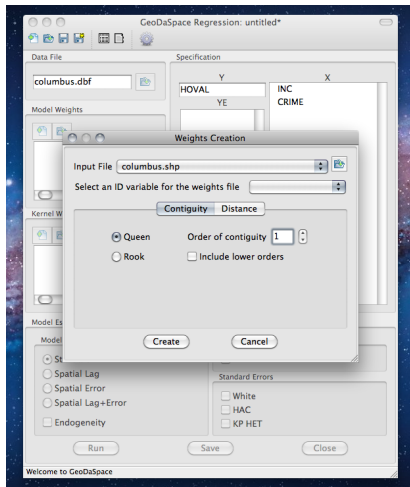 GeoDaSpace Regression: untitled*
Data File
Specification
columbus.dbf
Y
X
HOVAL
INC
YE
CRIME
Model Weights
Weights Creation
Input File columbus.shp
Select an ID variable for the weights file
Contiguity Distance
Kernel W
Queen Order of contiguity 1
Rook Include lower orders
Model Es
Create Cancel
Model
St
Spatial Lag
Standard Errors
Spatial Error
White
Spatial Lag+Error
HAC
Endogeneity
KP HET
Run Save Close
Welcome to GeoDaSpace